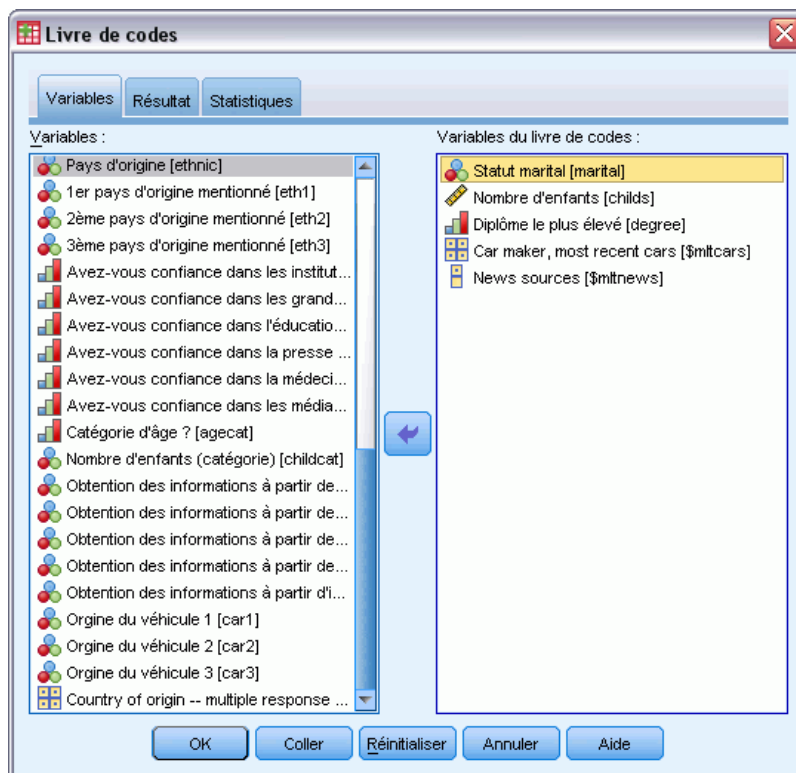 Livre de codes
Variables
Résultat
Statistiques
Variables :
Pays d'origine [ethnic]
1er pays d'origine mentionné [eth1]
2ème pays d'origine mentionné [eth2]
3ème pays d'origine mentionné [eth3]
Avez-vous confiance dans les institut...
Avez-vous confiance dans les grand...
Avez-vous confiance dans l'éducatio...
Avez-vous confiance dans la presse ...
Avez-vous confiance dans la médeci...
Avez-vous confiance dans les média...
Catégorie d'âge ? [agecat]
Nombre d'enfants (catégorie) [childcat]
Obtention des informations à partir de...
Obtention des informations à partir de...
Obtention des informations à partir de...
Obtention des informations à partir de...
Obtention des informations à partir d'i...
Orgine du véhicule 1 [car1]
Orgine du véhicule 2 [car2]
Orgine du véhicule 3 [car3]
Country of origin -- multiple response ...
Variables du livre de codes :
Statut marital [marital]
Nombre d'enfants [childs]
Diplôme le plus élevé [degree]
Car maker, most recent cars [$mltcars]
News sources [$mltnews]
OK
Coller
Réinitialiser
Annuler
Aide